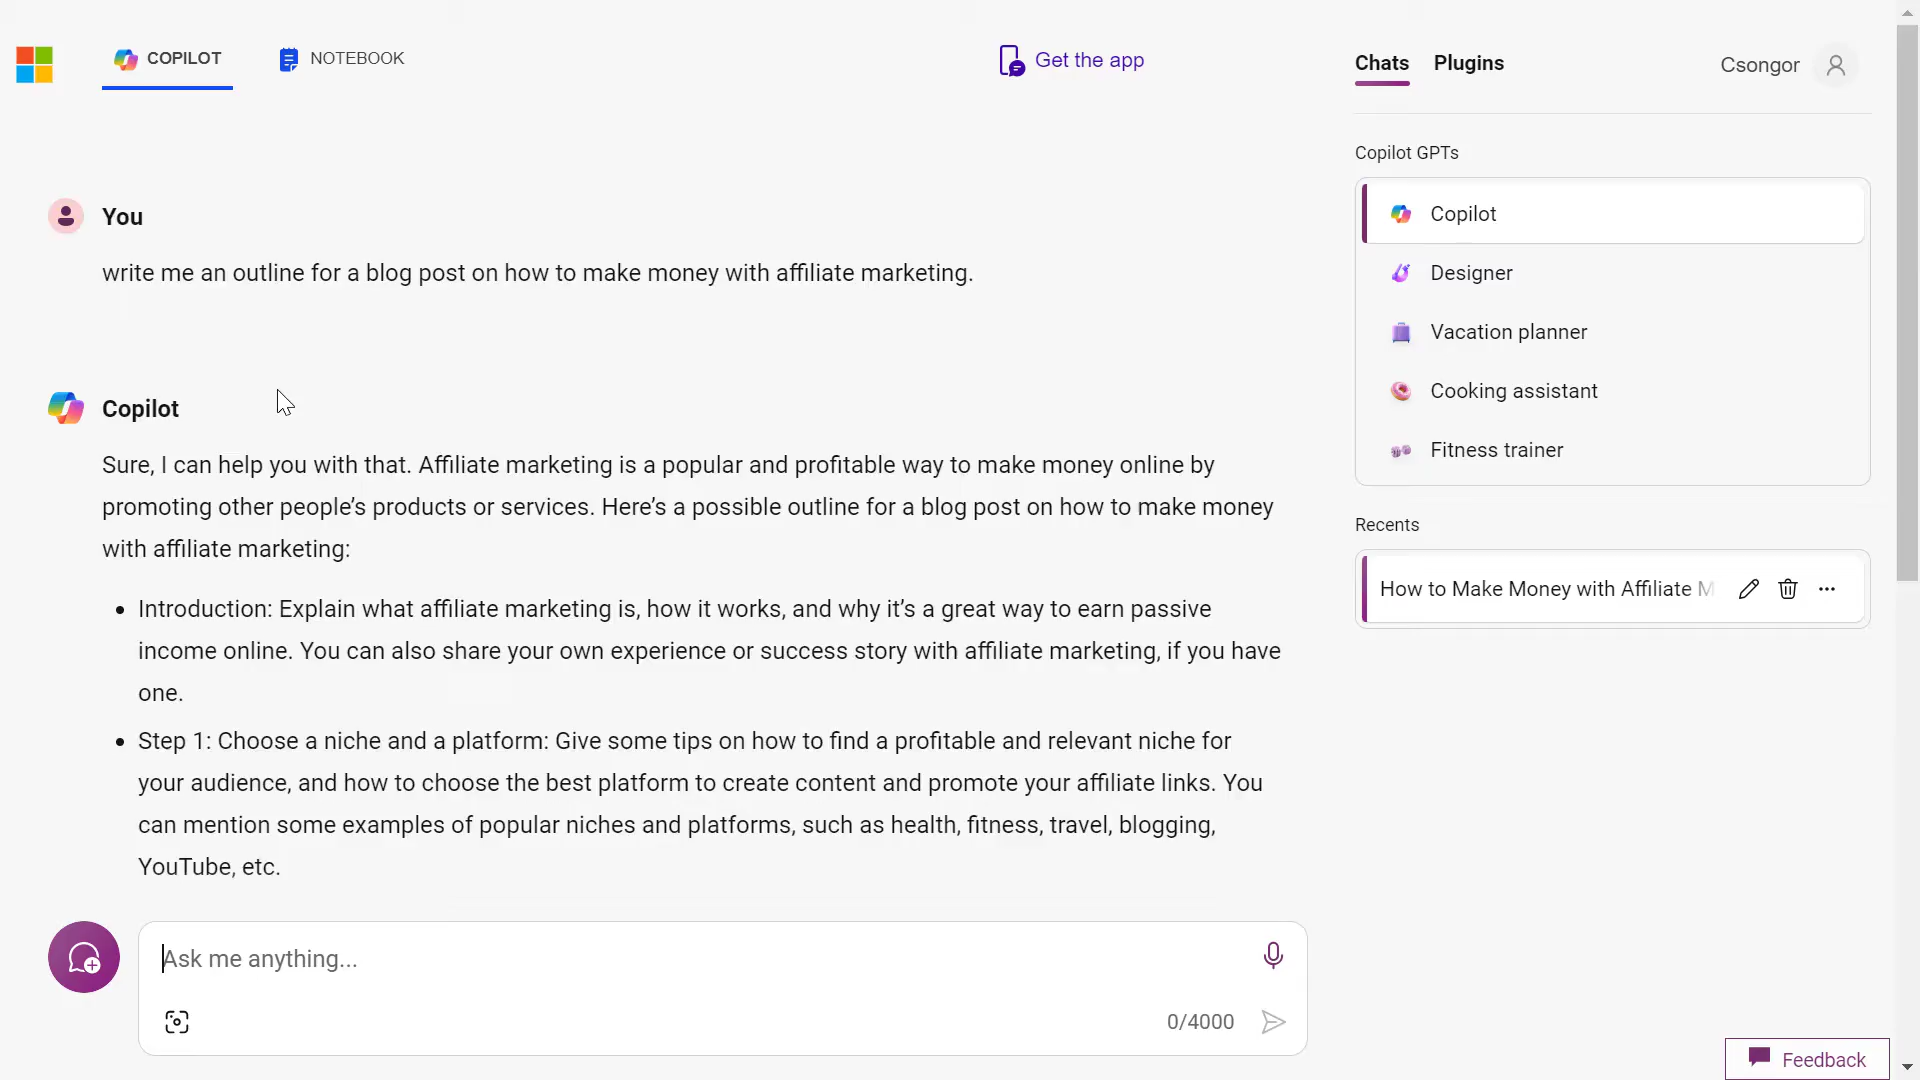 COPILOT
NOTEBOOK
Get the app
Chats
Plugins
Csongor
You
write me an outline for a blog post on how to make money with affiliate marketing.
Copilot
Sure, I can help you with that. Affiliate marketing is a popular and profitable way to make money online by
promoting other people’s products or services. Here’s a possible outline for a blog post on how to make money
with affiliate marketing:
• Introduction: Explain what affiliate marketing is, how it works, and why it’s a great way to earn passive
income online. You can also share your own experience or success story with affiliate marketing, if you have
one.
• Step 1: Choose a niche and a platform: Give some tips on how to find a profitable and relevant niche for
your audience, and how to choose the best platform to create content and promote your affiliate links. You
can mention some examples of popular niches and platforms, such as health, fitness, travel, blogging,
YouTube, etc.
Ask me anything...
0/4000
Copilot GPTs
Copilot
Designer
Vacation planner
Cooking assistant
Fitness trainer
Recents
How to Make Money with Affiliate M
Feedback